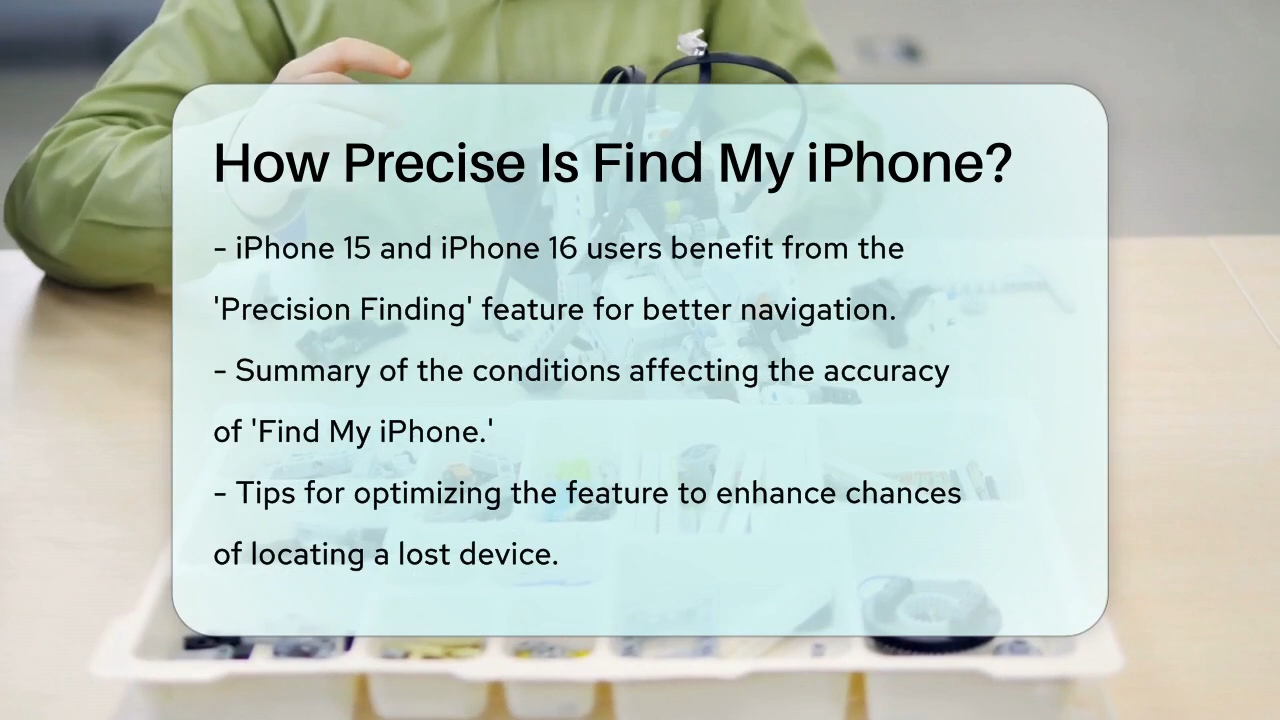 How Precise Is Find My iPhone?
- iPhone 15 and iPhone 16 users benefit from the
'Precision Finding' feature for better navigation.
- Summary of the conditions affecting the accuracy
of 'Find My iPhone.'
- Tips for optimizing the feature to enhance chances
of locating a lost device.